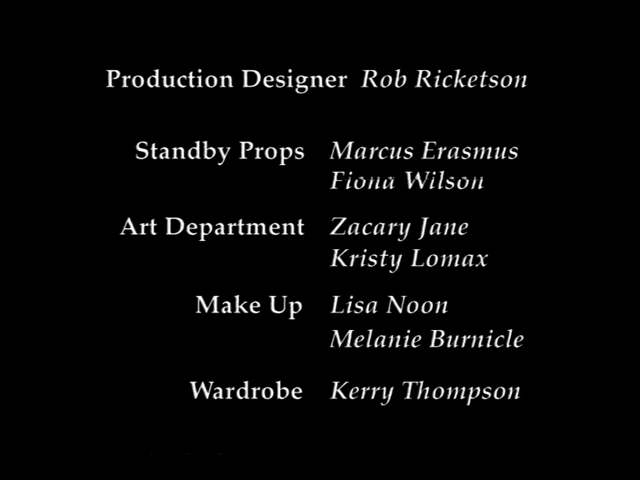 Production Designer Rob Ricketson
Standby Props Marcus Erasmus
Fiona Wilson
Art Department Zacary Jane
Kristy Lomax
Make Up Lisa Noon
Melanie Burnicle
Wardrobe Kerry Thompson